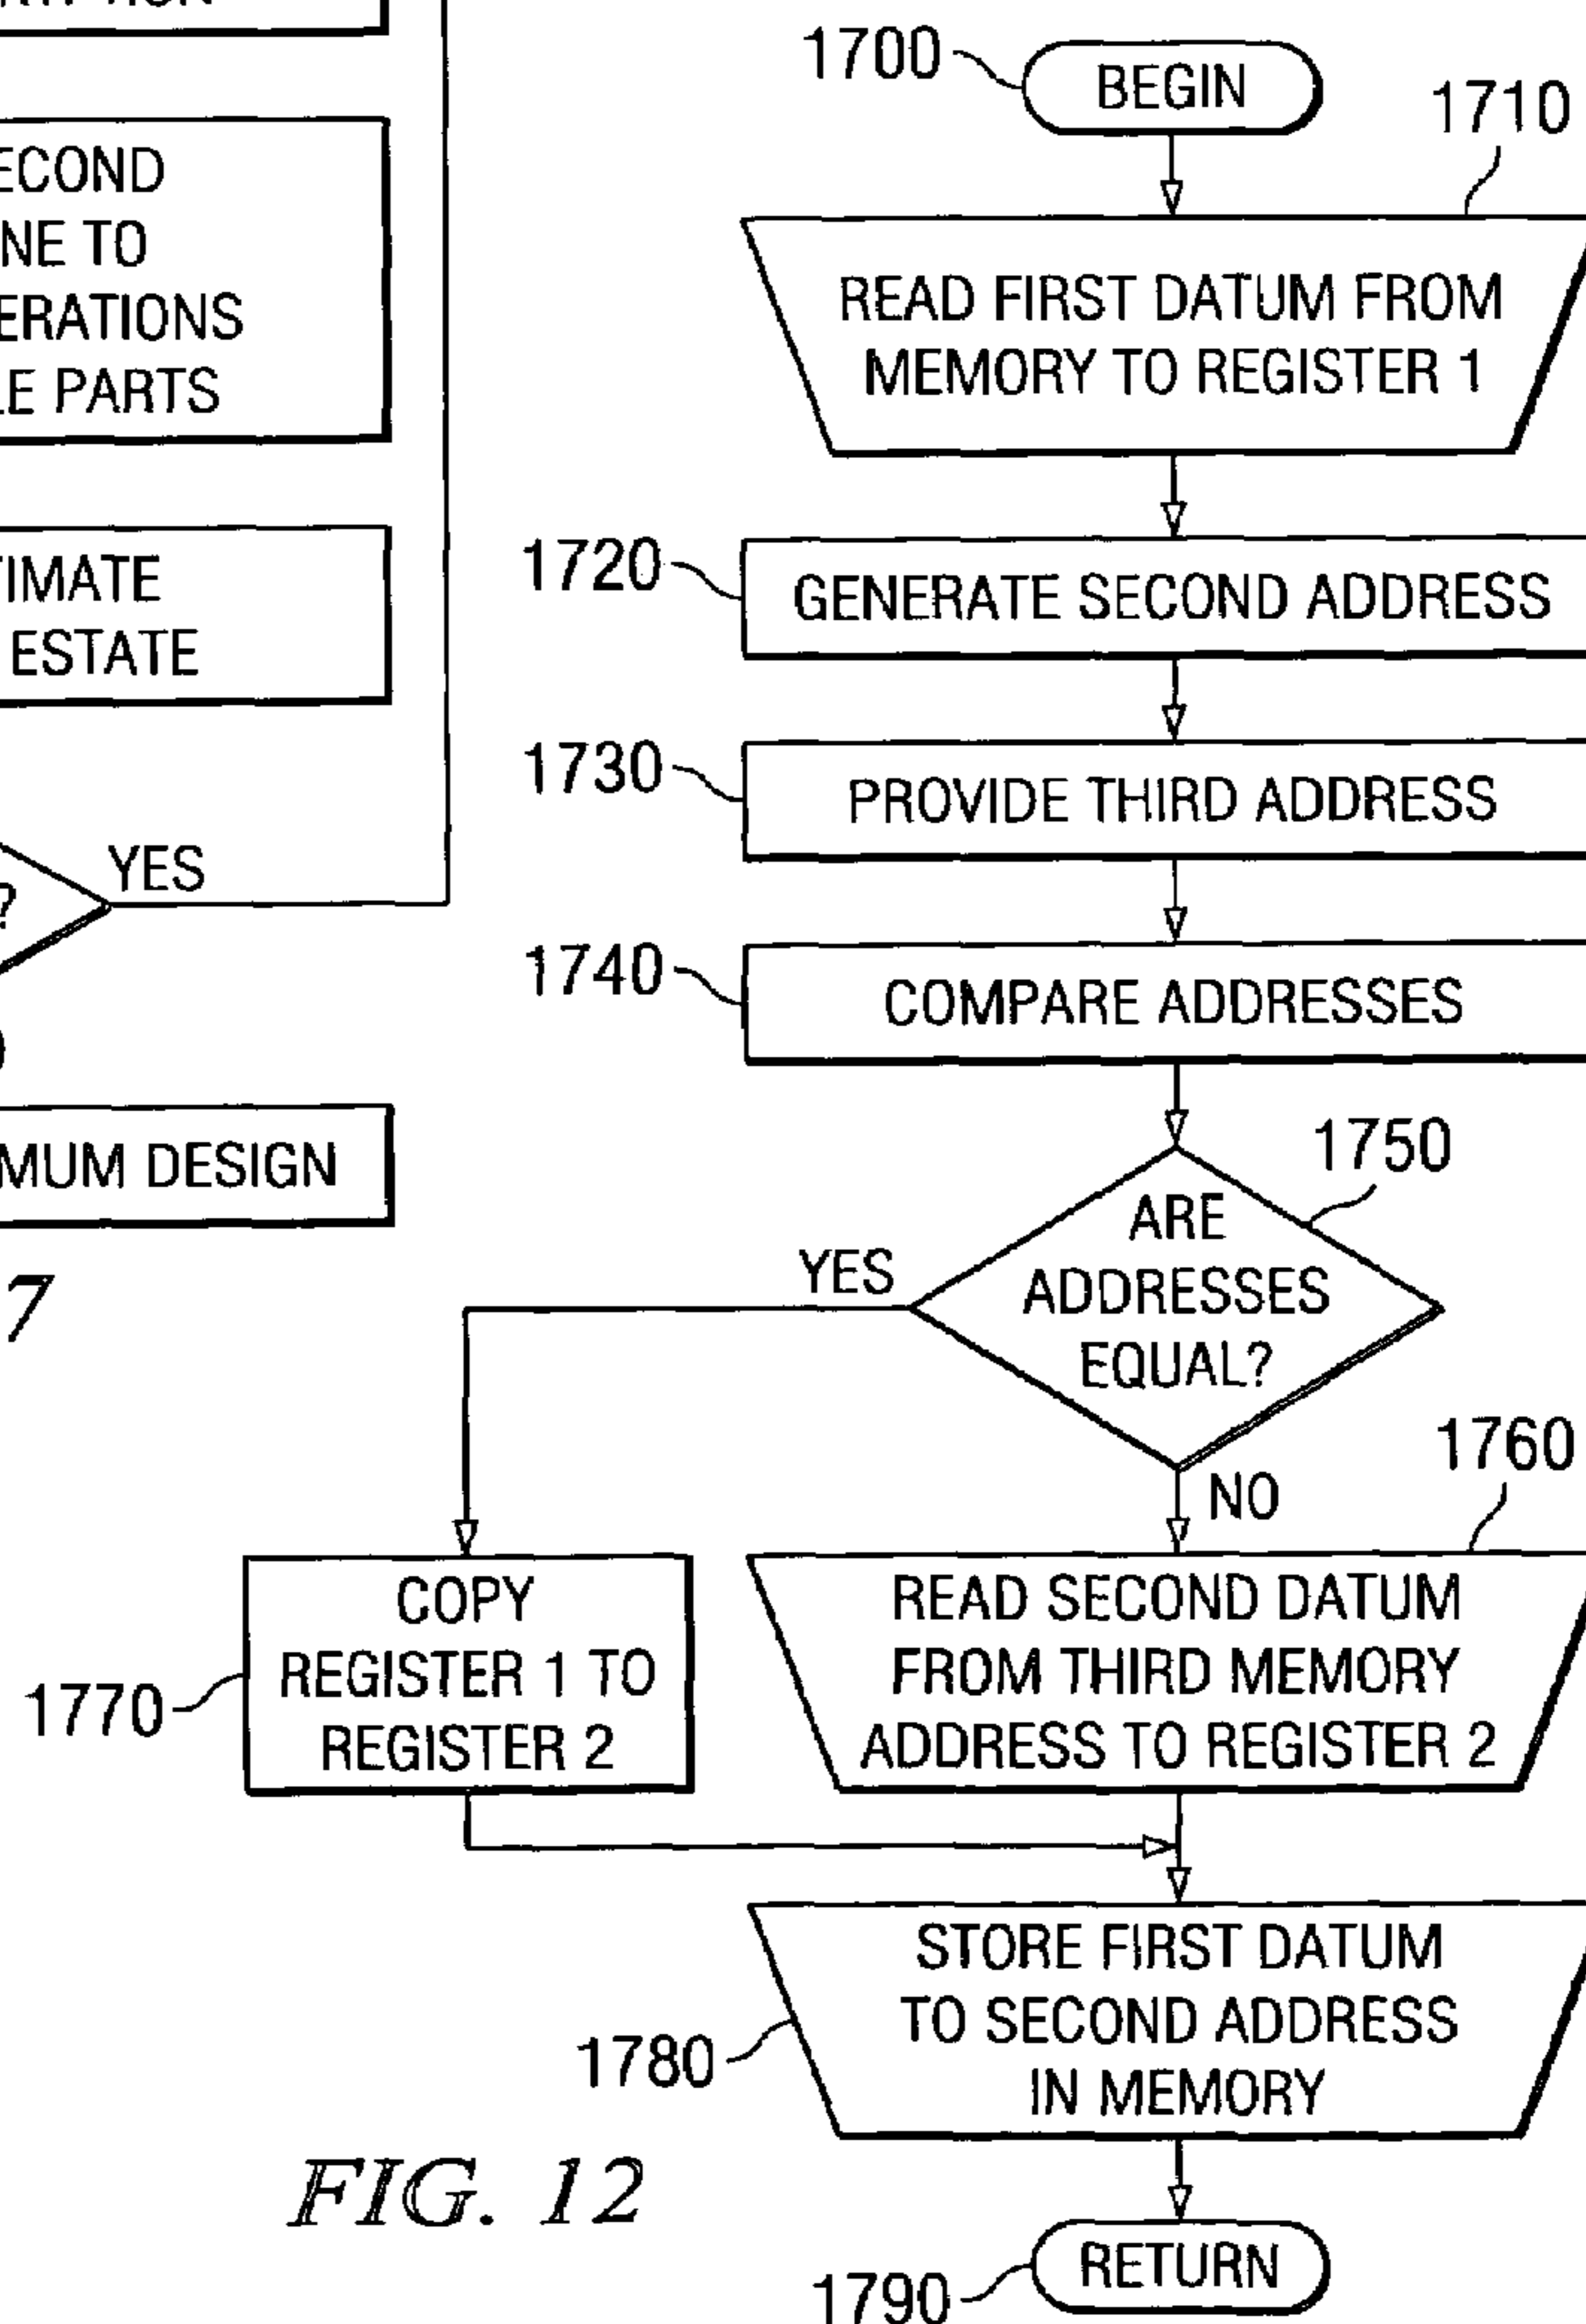 ECOND
NE TO
ERATIONS
LE PARTS
TIMATE
ESTATE
YES
?
MUM DESIGN
7
1700
BEGIN
1710
READ FIRST DATUM FROM
MEMORY TO REGISTER 1
1720
GENERATE SECOND ADDRESS
1730
PROVIDE THIRD ADDRESS
1740
COMPARE ADDRESSES
1750
ARE
ADDRESSES
EQUAL?
YES
NO
1760
COPY
REGISTER 1 TO
REGISTER 2
1770
READ SECOND DATUM
FROM THIRD MEMORY
ADDRESS TO REGISTER 2
STORE FIRST DATUM
TO SECOND ADDRESS
IN MEMORY
1780
FIG. 12
RETURN
1790